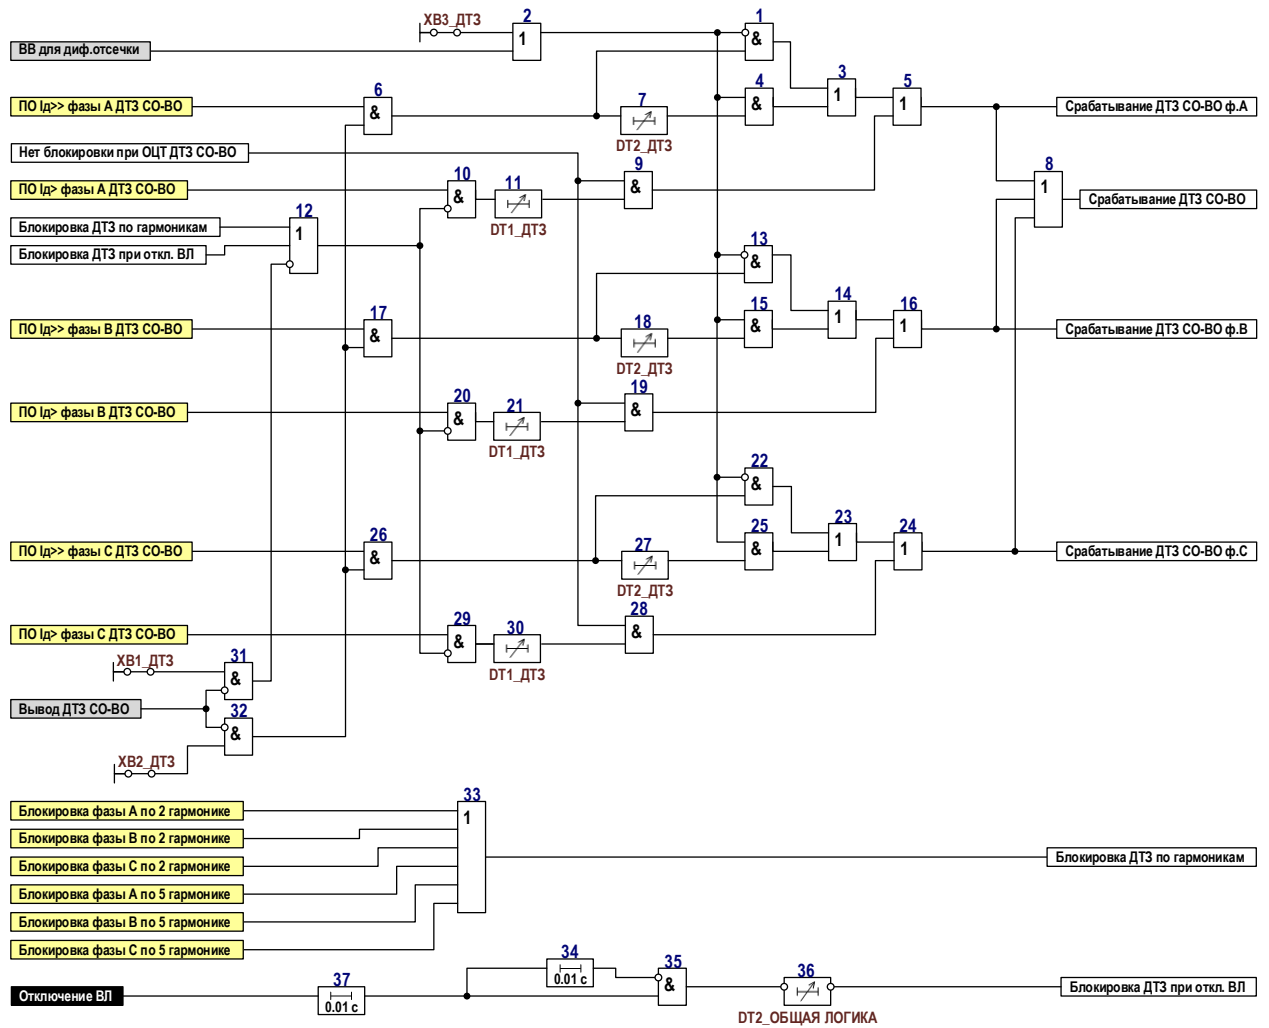 ХВ3_ДТЗ
2
1
ВВ для диф.отсечки
1
1
&
6
4
3
5
7
&
&
1
1
ПО Iд>> фазы А ДТЗ СО-ВО
Срабатывание ДТЗ СО-ВО ф.А
DT2_ДТЗ
Нет блокировки при ОЦТ ДТЗ СО-ВО
9
8
10
11
&
1
ПО Iд> фазы А ДТЗ СО-ВО
&
Срабатывание ДТЗ СО-ВО
12
DT1_ДТЗ
Блокировка ДТЗ по гармоникам
1
13
Блокировка ДТЗ при откл. ВЛ
&
14
15
16
17
18
ПО Iд>> фазы В ДТЗ СО-ВО
&
&
1
1
Срабатывание ДТЗ СО-ВО ф.В
DT2_ДТЗ
19
20
21
&
ПО Iд> фазы В ДТЗ СО-ВО
&
DT1_ДТЗ
22
&
23
24
25
26
27
ПО Iд>> фазы С ДТЗ СО-ВО
&
&
1
1
Срабатывание ДТЗ СО-ВО ф.С
DT2_ДТЗ
28
29
30
&
ПО Iд> фазы С ДТЗ СО-ВО
&
DT1_ДТЗ
31
ХВ1_ДТЗ
&
Вывод ДТЗ СО-ВО
32
&
ХВ2_ДТЗ
33
Блокировка фазы А по 2 гармонике
1
Блокировка фазы В по 2 гармонике
Блокировка ДТЗ по гармоникам
Блокировка фазы С по 2 гармонике
Блокировка фазы А по 5 гармонике
Блокировка фазы В по 5 гармонике
Блокировка фазы С по 5 гармонике
34
35
36
37
0.01 с
&
Отключение ВЛ
0.01 с
Блокировка ДТЗ при откл. ВЛ
DT2_ОБЩАЯ ЛОГИКА